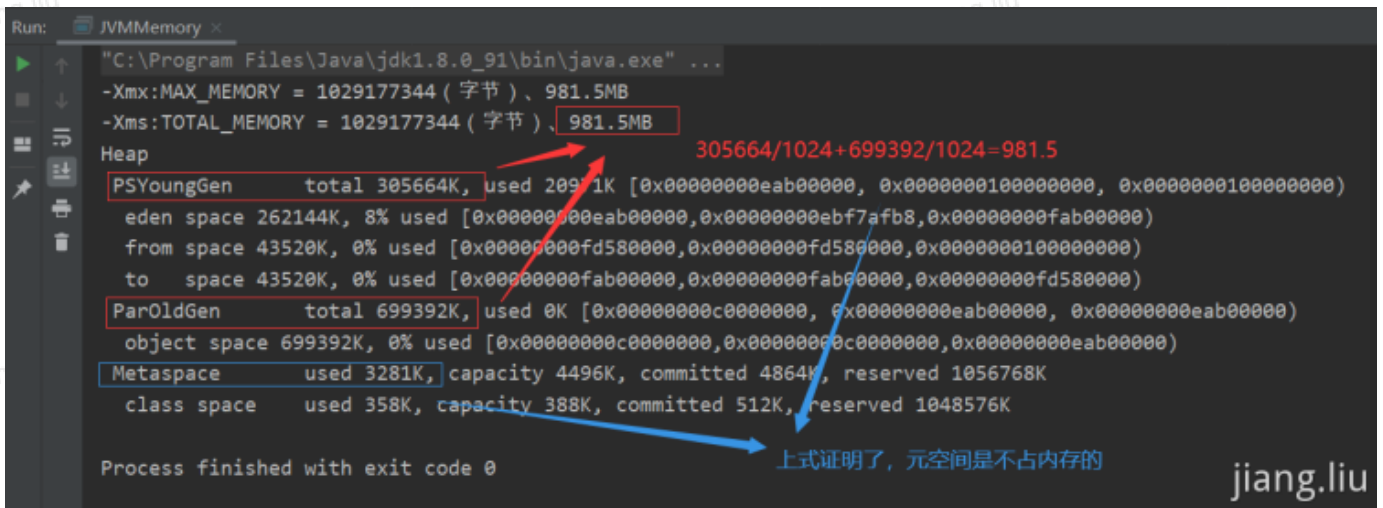 Run: JVMMemory ×
"C:\Program Files\Java\jdk1.8.0_91\bin\java.exe" ...
-Xmx:MAX_MEMORY = 1029177344（字节）、981.5MB
-Xms:TOTAL_MEMORY = 1029177344（字节）、981.5MB
305664/1024+699392/1024=981.5
Heap
PSYoungGen total 305664K, used [0x00000000eab00000, 0x0000000100000000, 0x0000000100000000)
eden space 262144K, 8% used [0x00000000eab00000,0x00000000ebf7afb8,0x00000000fab00000)
from space 43520K, 0% used [0x00000000fd580000,0x00000000fd580000,0x0000000100000000)
to space 43520K, 0% used [0x00000000fab00000,0x00000000fab00000,0x00000000fd580000)
ParOldGen total 699392K, used 0K [0x00000000c0000000, 0x00000000eab00000, 0x00000000eab00000)
object space 699392K, 0% used [0x00000000c0000000,0x00000000c0000000,0x00000000eab00000)
Metaspace used 3281K, capacity 4496K, committed 4864K, reserved 1056768K
class space used 358K, capacity 388K, committed 512K, reserved 1048576K
上式证明了，元空间是不占内存的
Process finished with exit code 0
jiang.liu